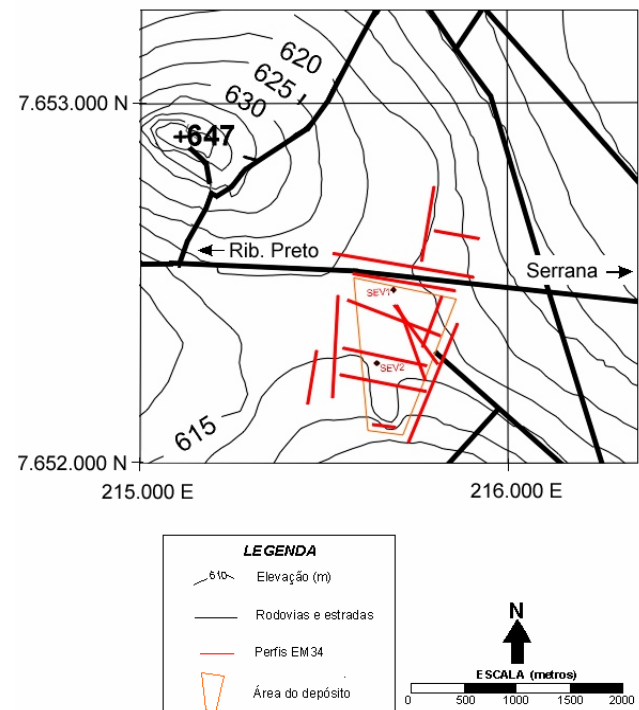 620
625
630
7.653.000 N
+647
Rib. Preto
Serrana
SEV1
SEV2
615
7.652.000 N
215.000 E
216.000 E
LEGENDA
610 Elevação (m)
Rodovias e estradas
Perfis EM34
Área do depósito
N
ESCALA (metros)
0 500 1000 1500 2000